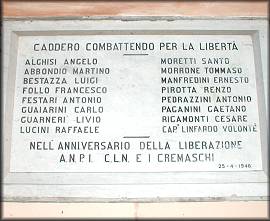 CADDERO COMBATTENDO PER LA LIBERTÀ
ALGHISI ANGELO
ABBONDIO MARTINO
BESTAZZA LUIGI
FOLLO FRANCESCO
FESTARI ANTONIO
GUAIARINI CARLO
GUARNERI LIVIO
LUCINI RAFFAELE
MORETTI SANTO
MORRONE TOMMASO
MANFREDINI ERNESTO
PIROTTA RENZO
PEDRAZZINI ANTONIO
PAGANINI GAETANO
RIGAMONTI CESARE
CAP. LINFARDO VOLONTÈ
NELL'ANNIVERSARIO DELLA LIBERAZIONE
A.N.P.I. C.L.N. E I CREMASCHI
25-4-1946